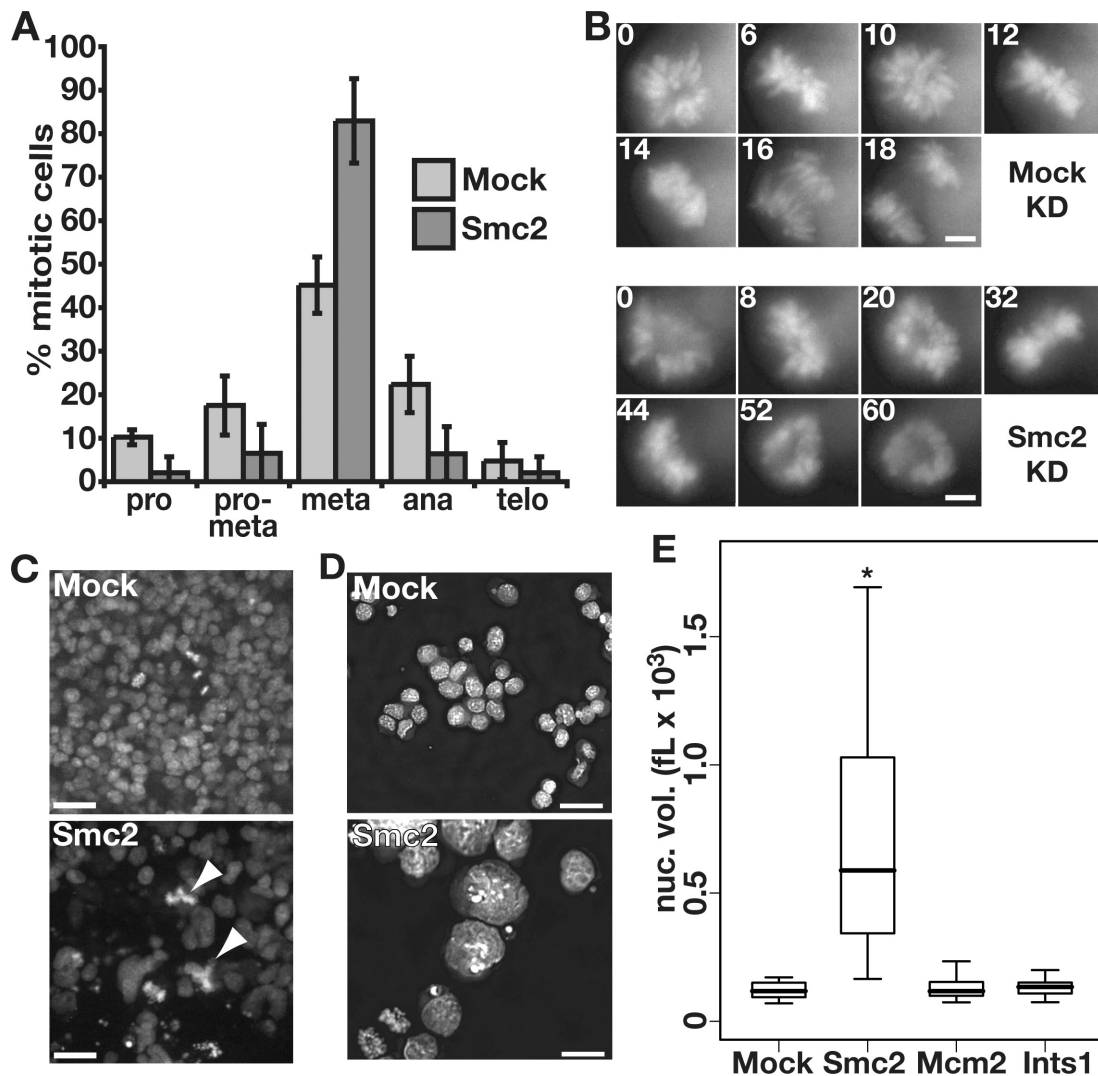 A
% mitotic cells
100
90
80
70
60
50
40
30
20
10
0
Mock
Smc2
pro
pro-
meta
meta
ana
telo
B
0 6 10 12
14 16 18
Mock
KD
0 8 20 32
44 52 60
Smc2
KD
C
Mock
Smc2
D
Mock
Smc2
E
nuc. vol. (fL x 10³)
*
1.5
1.0
0.5
0
Mock Smc2 Mcm2 Ints1